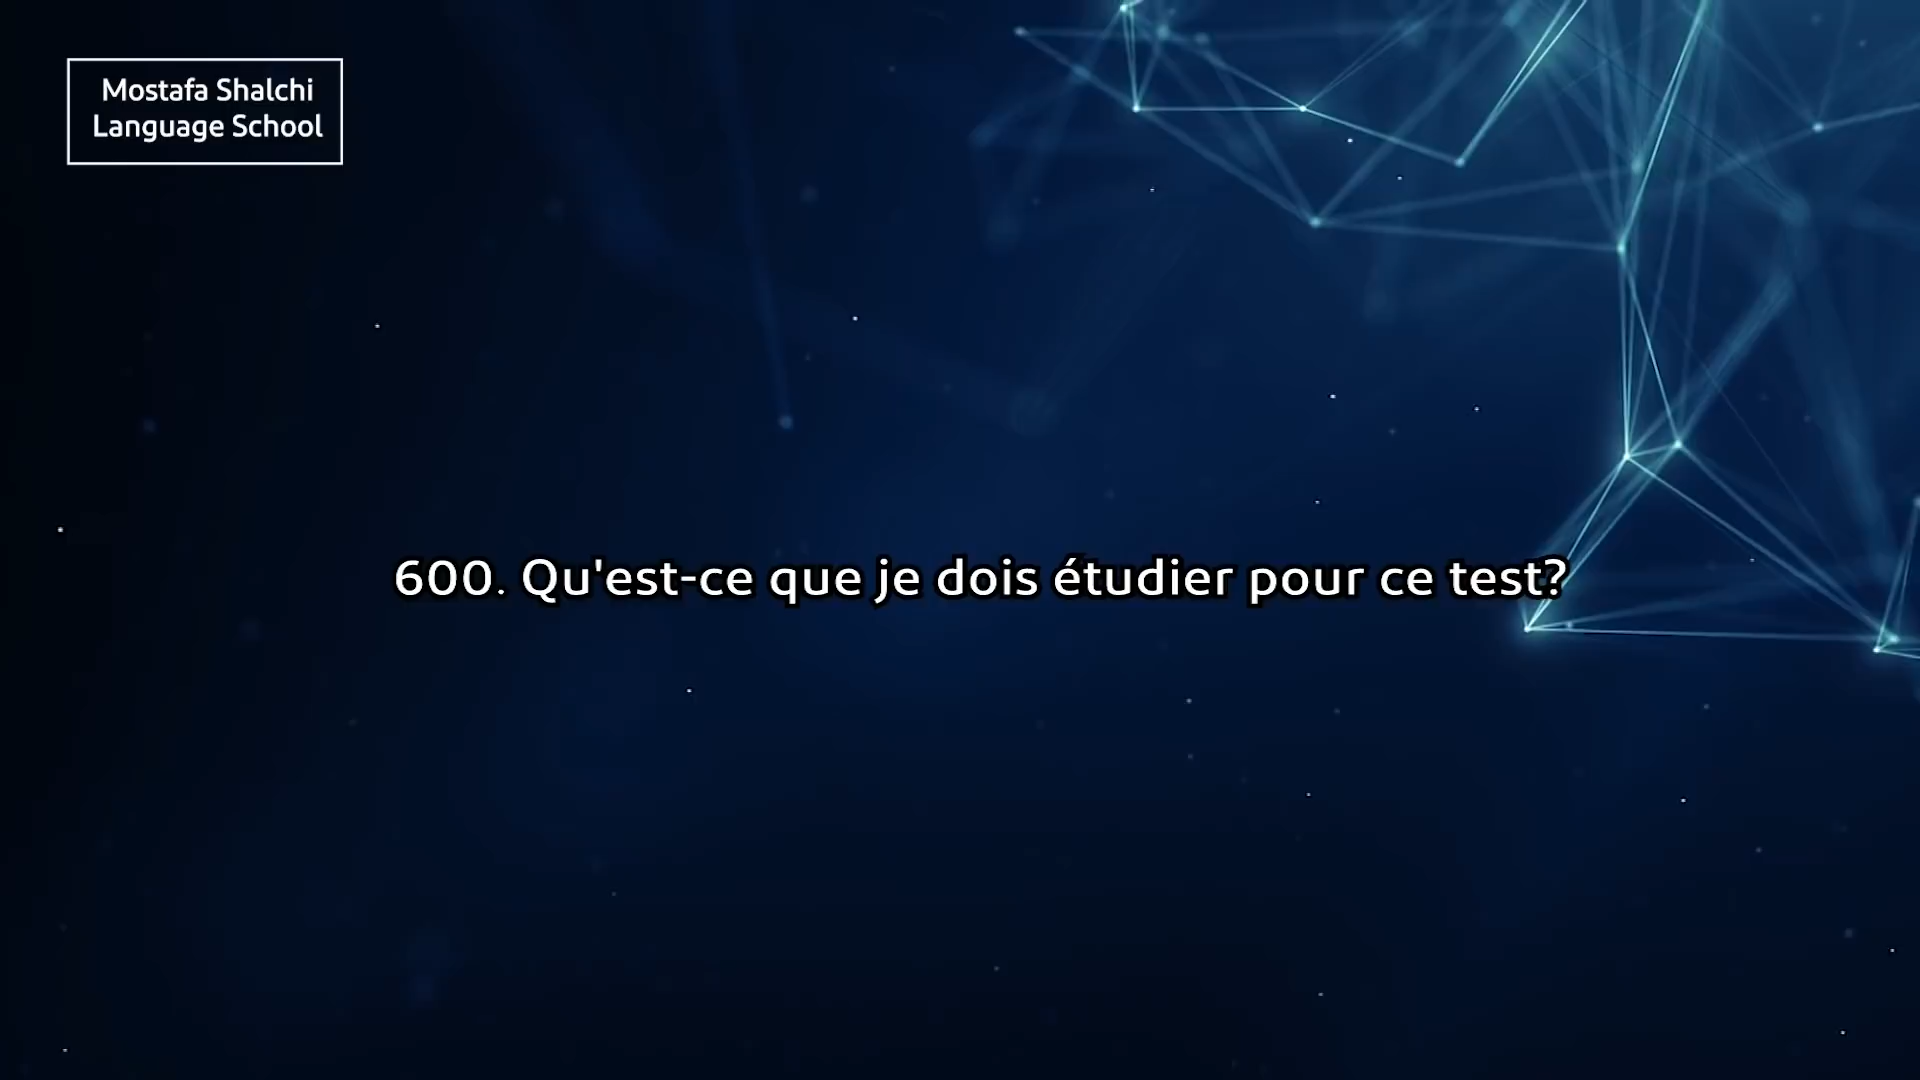 Mostafa Shalchi
Language School
600. Qu'est-ce que je dois étudier pour ce test?